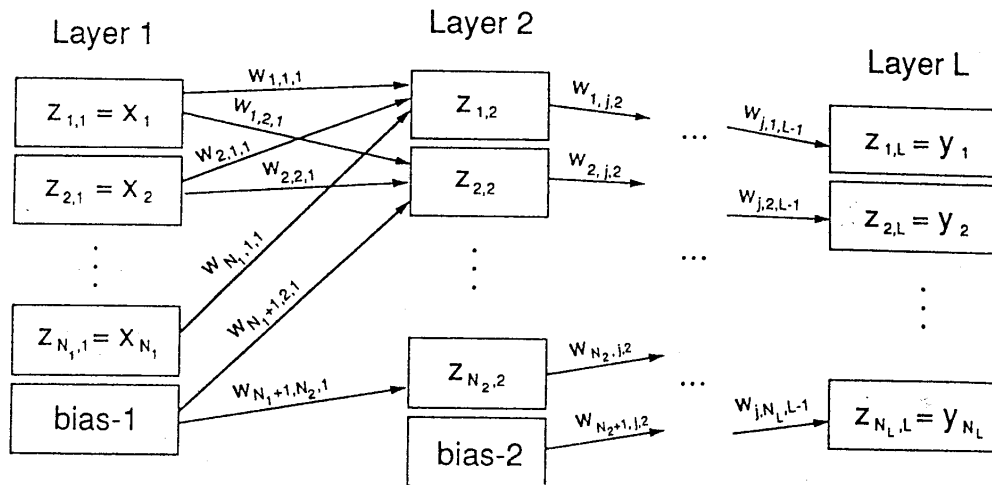 Layer 1
Layer 2
Layer L
z₁,₁ = x₁
w₁,₁,₁
w₁,₂,₁
z₁,₂
w₁,j,₂
...
wj,₁,L-1
z₁,L = y₁
z₂,₁ = x₂
w₂,₁,₁
w₂,₂,₁
z₂,₂
w₂,j,₂
wj,₂,L-1
z₂,L = y₂
...
wN₁,₁,₁
wN₁+1,₂,₁
zN₁,₁ = xN₁
bias-1
wN₁+1,N₂,₁
zN₂,₂
wN₂,j,₂
...
bias-2
wN₂+1,j,₂
wj,NL,L-1
zNL,L = yNL